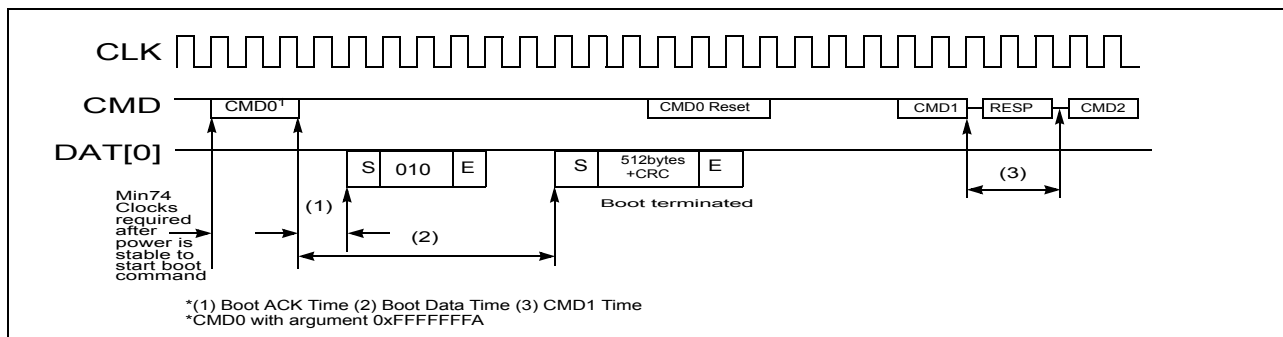 CLK
CMD CMD0¹ CMD0 Reset CMD1 RESP CMD2
DAT[0] S 010 E S 512bytes +CRC E
Boot terminated
Min74
Clocks
required
after
power is
stable to
start boot
command
(1)
(2)
(3)
*(1) Boot ACK Time (2) Boot Data Time (3) CMD1 Time
*CMD0 with argument 0xFFFFFFFA